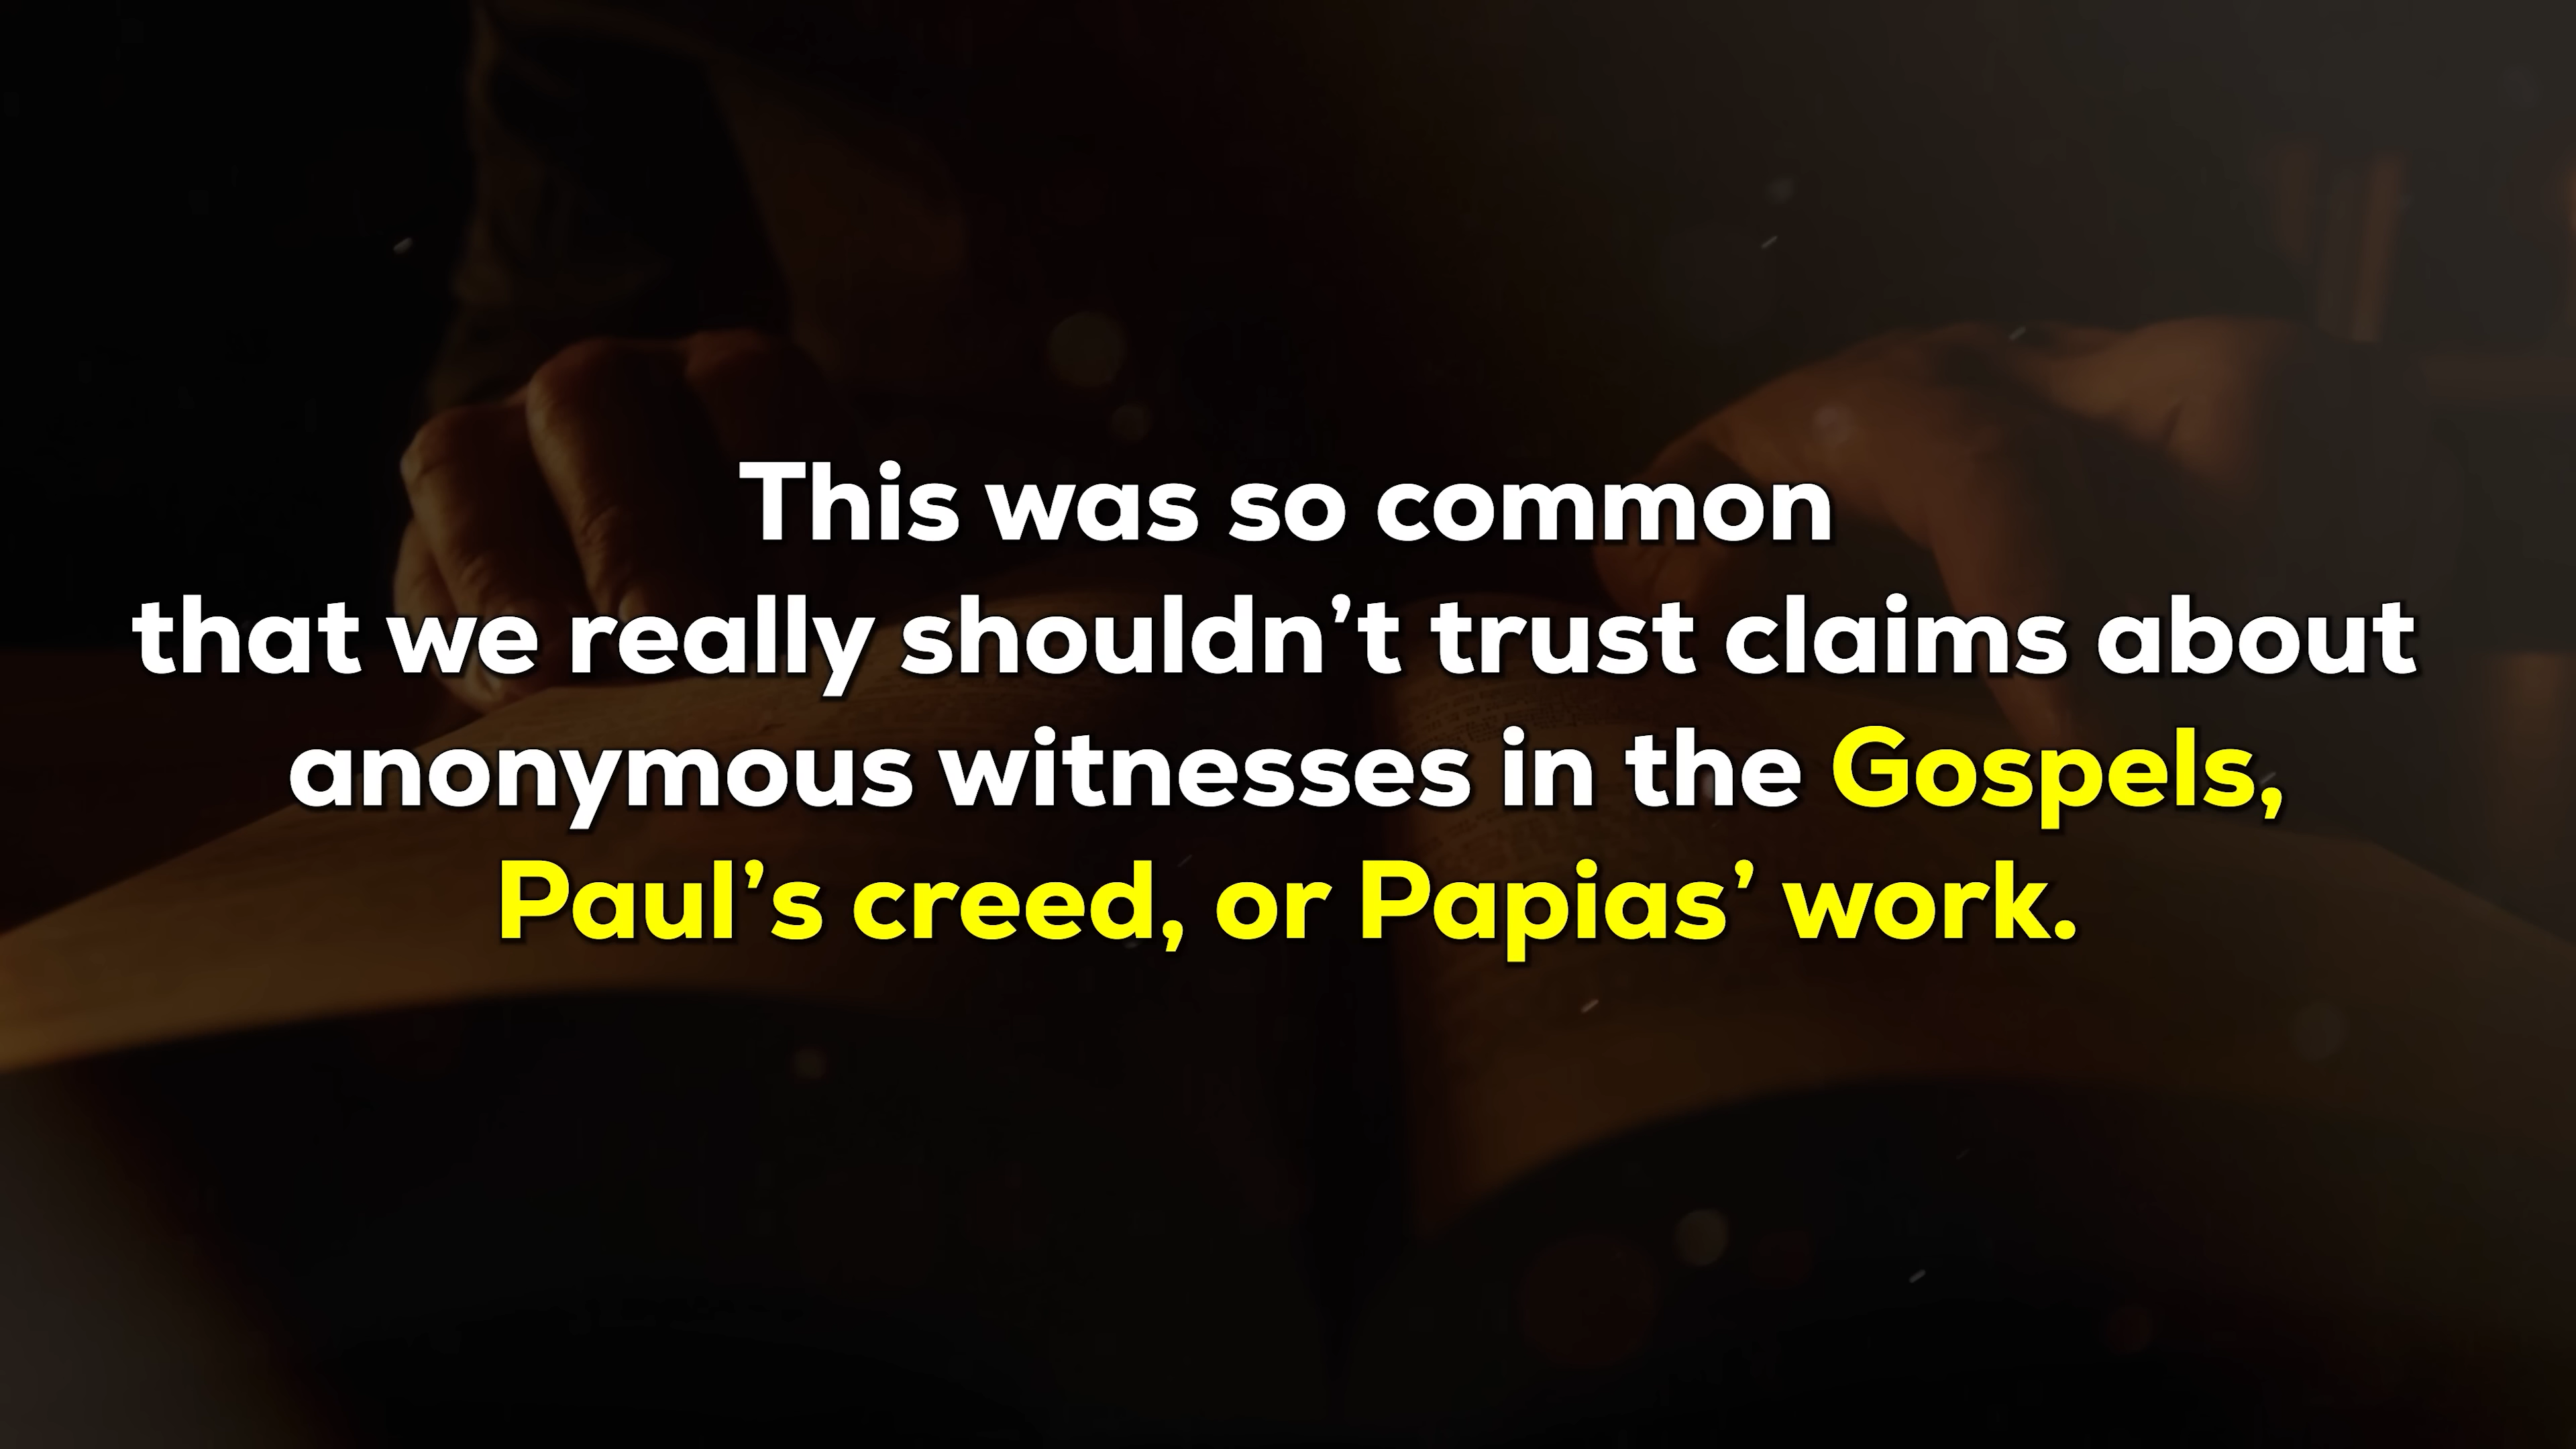 This was so common
that we really shouldn’t trust claims about
anonymous witnesses in the Gospels,
Paul’s creed, or Papias’ work.